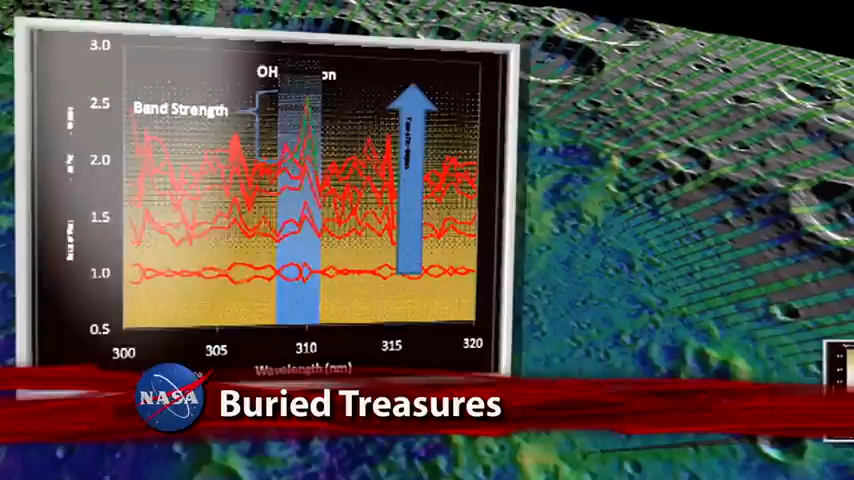 3.0
OH
on
Band Strength
2.5
2.0
1.5
1.0
0.5
300 305 310 315 320
Wavelength (nm)
NASA
Buried Treasures